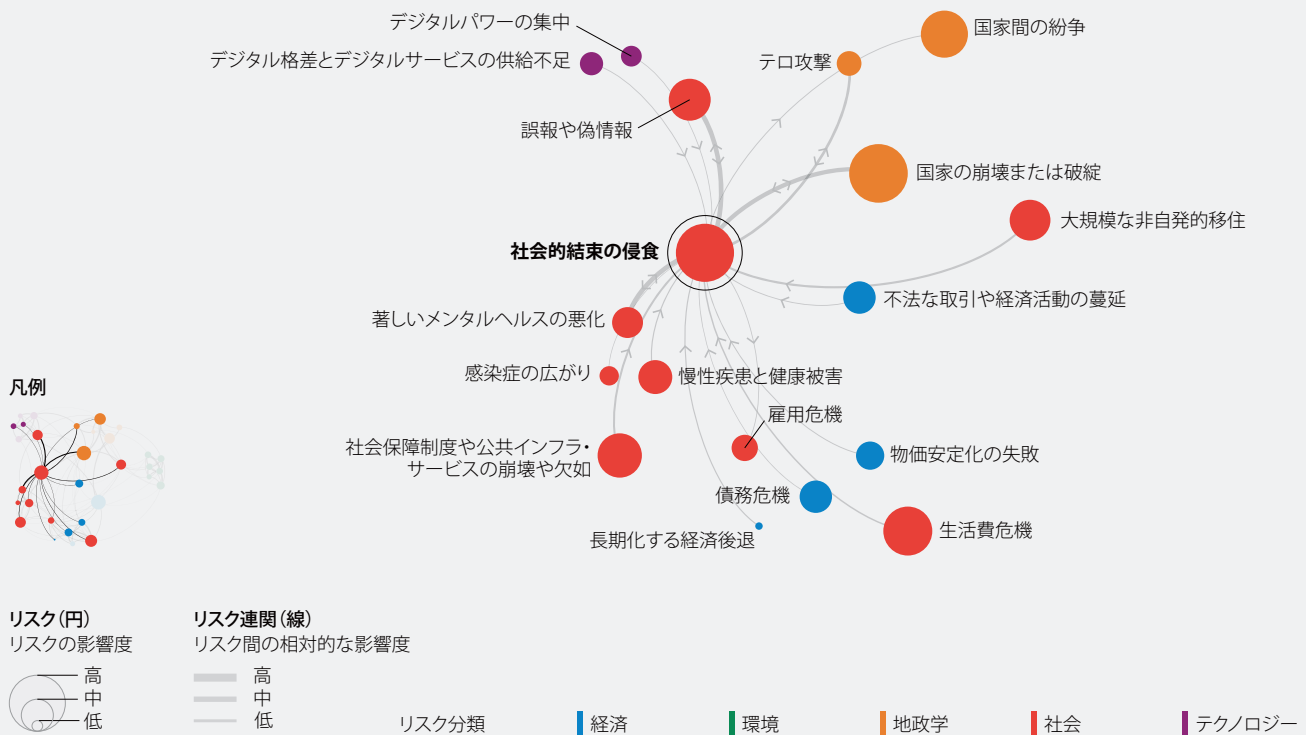 デジタルパワーの集中
国家間の紛争
デジタル格差とデジタルサービスの供給不足
テロ攻撃
誤報や偽情報
国家の崩壊または破綻
大規模な非自発的移住
社会的結束の侵食
不法な取引や経済活動の蔓延
著しいメンタルヘルスの悪化
感染症の広がり
慢性疾患と健康被害
雇用危機
社会保障制度や公共インフラ・
サービスの崩壊や欠如
物価安定化の失敗
債務危機
生活費危機
長期化する経済後退
凡例
リスク（円）
リスクの影響度
高
中
低
リスク連関（線）
リスク間の相対的な影響度
高
中
低
リスク分類
経済
環境
地政学
社会
テクノロジー